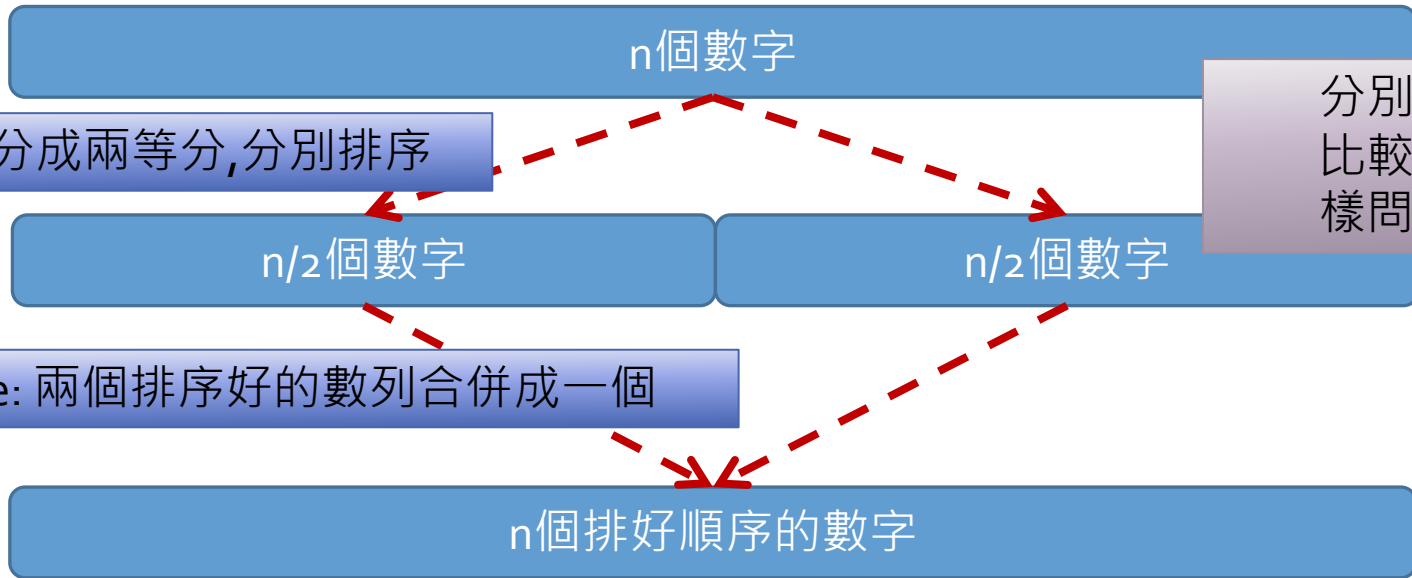 n個數字
分成兩等分,分別排序
分別
比較
樣問
n/2個數字
n/2個數字
e: 兩個排序好的數列合併成一個
n個排好順序的數字